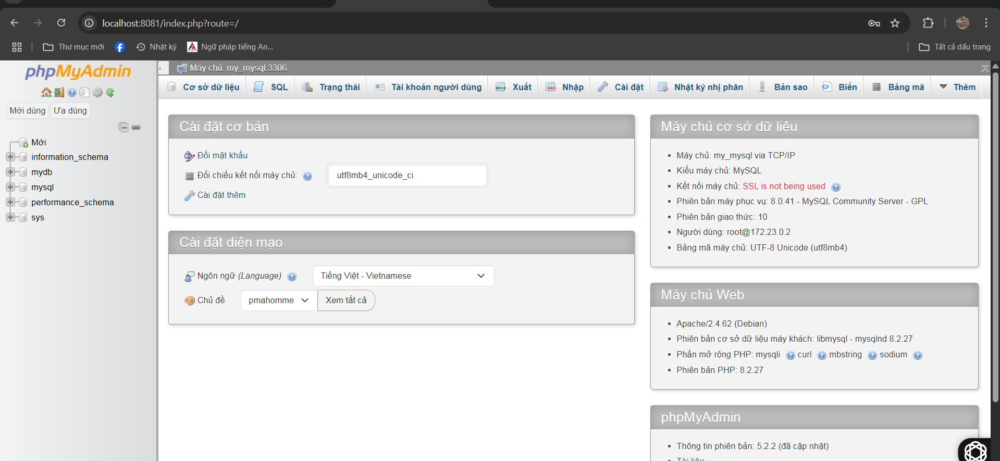 localhost:8081/index.php?route=/
Thư mục mới
Nhật ký
Ngữ pháp tiếng An...
Tất cả dấu trang
phpMyAdmin
Mới dùng
Ưa dùng
Mới
information_schema
mydb
mysql
performance_schema
sys
Máy chủ: my_mysql:3306
Cơ sở dữ liệu
SQL
Trạng thái
Tài khoản người dùng
Xuất
Nhập
Cài đặt
Nhật ký nhị phân
Bản sao
Biến
Bảng mã
Thêm
Cài đặt cơ bản
Đổi mật khẩu
Đối chiếu kết nối máy chủ:
utf8mb4_unicode_ci
Cài đặt thêm
Cài đặt diện mạo
Ngôn ngữ (Language)
Tiếng Việt - Vietnamese
Chủ đề
pmahomme
Xem tất cả
Máy chủ cơ sở dữ liệu
Máy chủ: my_mysql via TCP/IP
Kiểu máy chủ: MySQL
Kết nối máy chủ: SSL is not being used
Phiên bản máy phục vụ: 8.0.41 - MySQL Community Server - GPL
Phiên bản giao thức: 10
Người dùng: root@172.23.0.2
Bảng mã máy chủ: UTF-8 Unicode (utf8mb4)
Máy chủ Web
Apache/2.4.62 (Debian)
Phiên bản cơ sở dữ liệu máy khách: libmysql - mysqlnd 8.2.27
Phần mở rộng PHP: mysqli curl mbstring sodium
Phiên bản PHP: 8.2.27
phpMyAdmin
Thông tin phiên bản: 5.2.2 (đã cập nhật)
Tài liệu